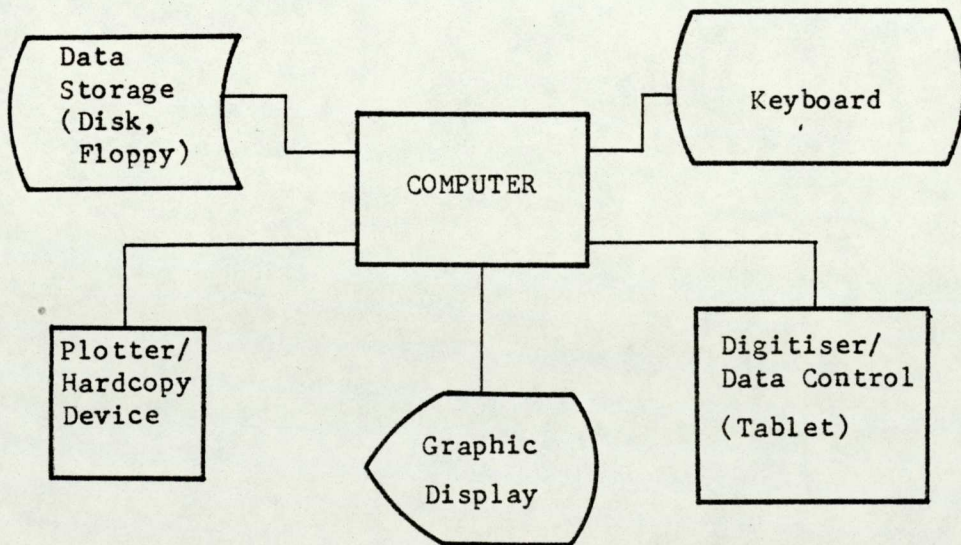 Data
Storage
(Disk,
Floppy)
Keyboard
COMPUTER
Plotter/
Hardcopy
Device
Graphic
Display
Digitiser/
Data Control
(Tablet)